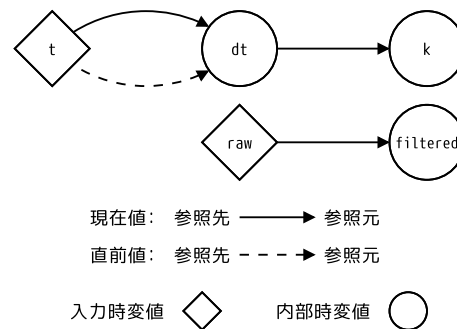 t dt k
raw filtered
現在値: 参照先 参照元
直前値: 参照先 参照元
入力時変値 内部時変値